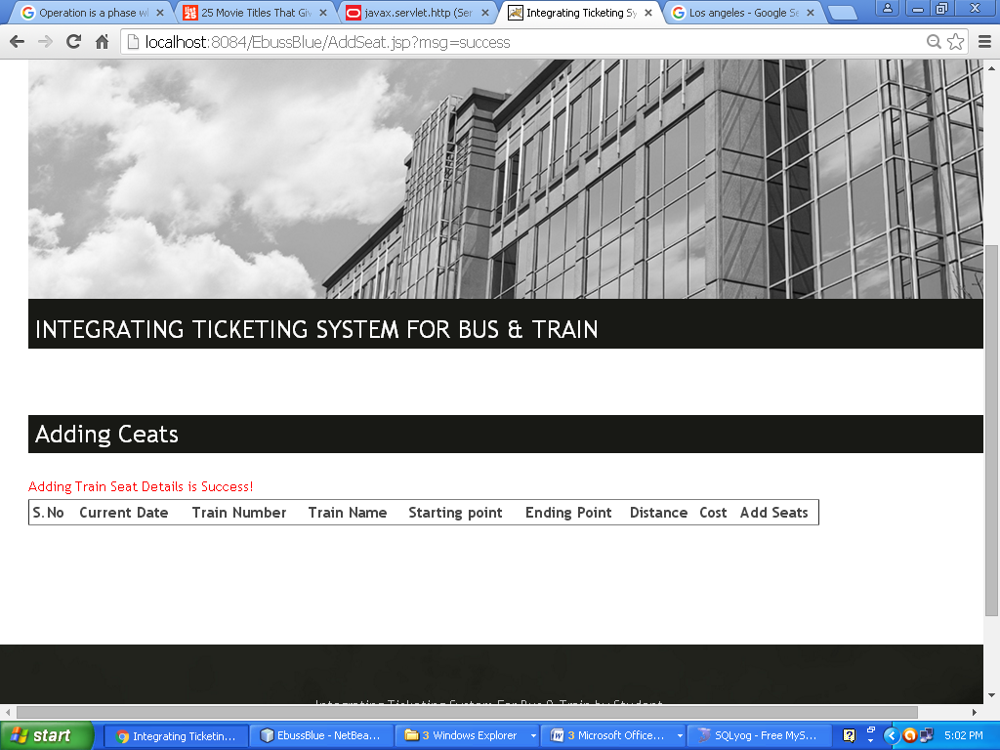 Operation is a phase wh
25 Movie Titles That Giv
javax.servlet.http (Ser
Integrating Ticketing Sy
Los angeles - Google Se
localhost:8084/EbussBlue/AddSeat.jsp?msg=success
INTEGRATING TICKETING SYSTEM FOR BUS & TRAIN
Adding Ceats
Adding Train Seat Details is Success!
S.No Current Date Train Number Train Name Starting point Ending Point Distance Cost Add Seats
Integrating Ticketing System For Bus & Train by Student
start
Integrating Ticketin...
EbussBlue - NetBea...
3 Windows Explorer
3 Microsoft Office...
SQLyog - Free MyS...
5:02 PM